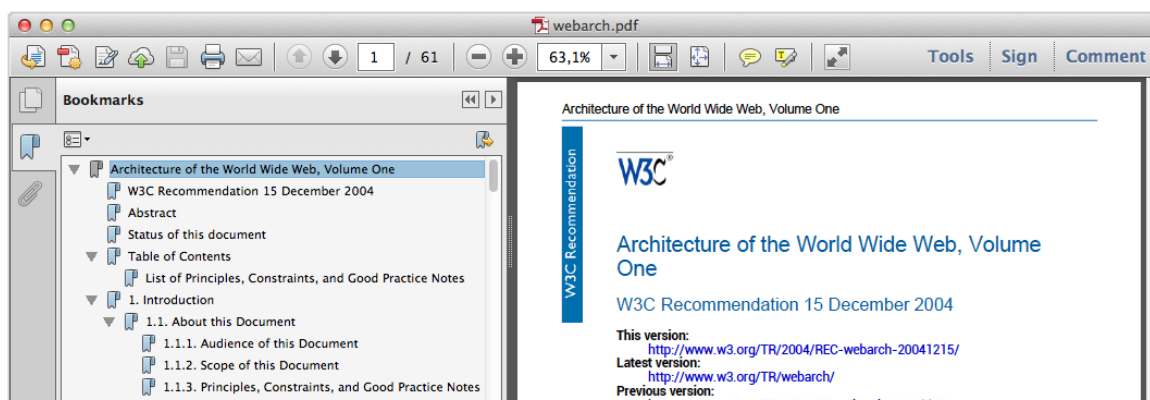 webarch.pdf
1 / 61
63,1%
Tools Sign Comment
Bookmarks
Architecture of the World Wide Web, Volume One
W3C Recommendation 15 December 2004
Abstract
Status of this document
Table of Contents
List of Principles, Constraints, and Good Practice Notes
1. Introduction
1.1. About this Document
1.1.1. Audience of this Document
1.1.2. Scope of this Document
1.1.3. Principles, Constraints, and Good Practice Notes
Architecture of the World Wide Web, Volume One
W3C Recommendation
W3C®
Architecture of the World Wide Web, Volume
One
W3C Recommendation 15 December 2004
This version:
http://www.w3.org/TR/2004/REC-webarch-20041215/
Latest version:
http://www.w3.org/TR/webarch/
Previous version: